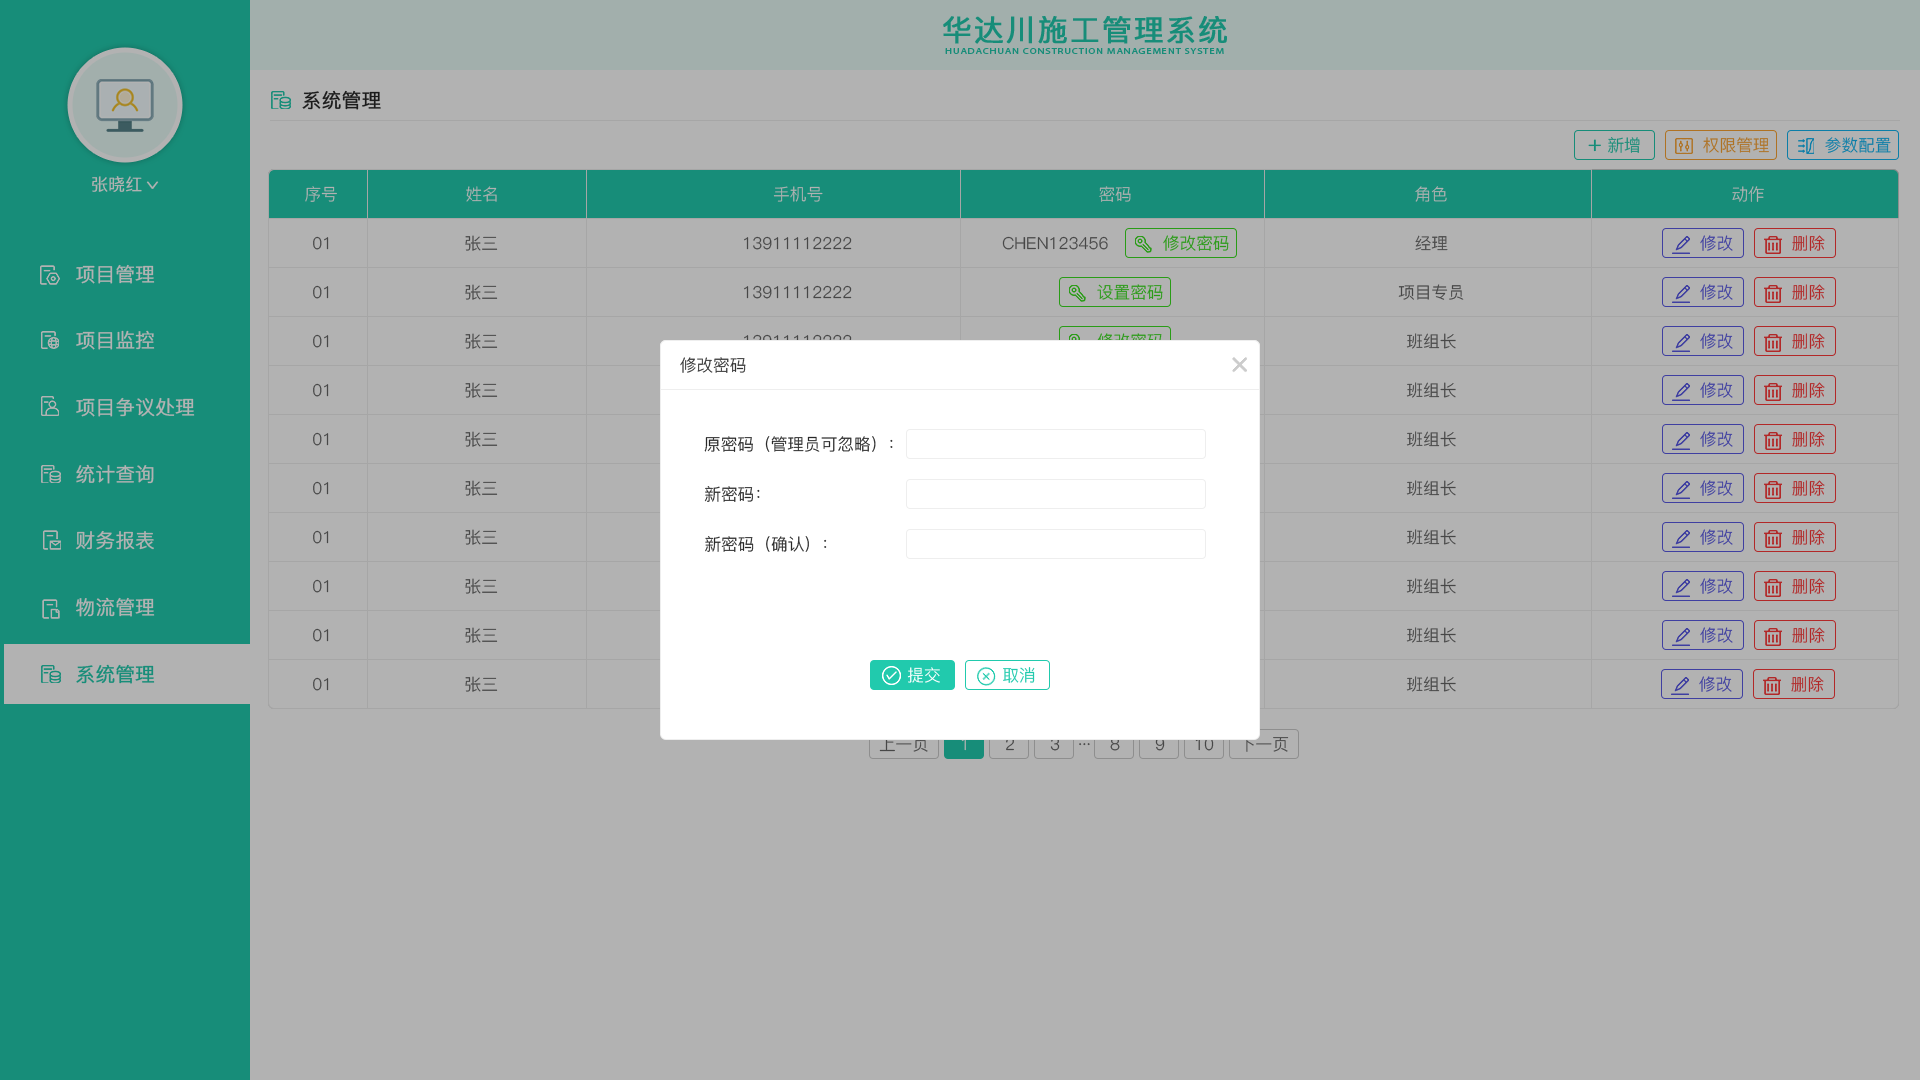 华达川施工管理系统
HUADACHUAN CONSTRUCTION MANAGEMENT SYSTEM
张晓红
项目管理
项目监控
项目争议处理
统计查询
财务报表
物流管理
系统管理
系统管理
新增 权限管理 参数配置
序号 姓名 手机号 密码 角色 动作
01 张三 13911112222 CHEN123456 修改密码 经理 修改 删除
01 张三 13911112222 设置密码 项目专员 修改 删除
01 张三 13911112222 修改密码 班组长 修改 删除
01 张三 班组长 修改 删除
01 张三 班组长 修改 删除
01 张三 班组长 修改 删除
01 张三 班组长 修改 删除
01 张三 班组长 修改 删除
01 张三 班组长 修改 删除
01 张三 班组长 修改 删除
修改密码
原密码（管理员可忽略）：
新密码：
新密码（确认）：
提交 取消
上一页 1 2 3 ··· 8 9 10 下一页